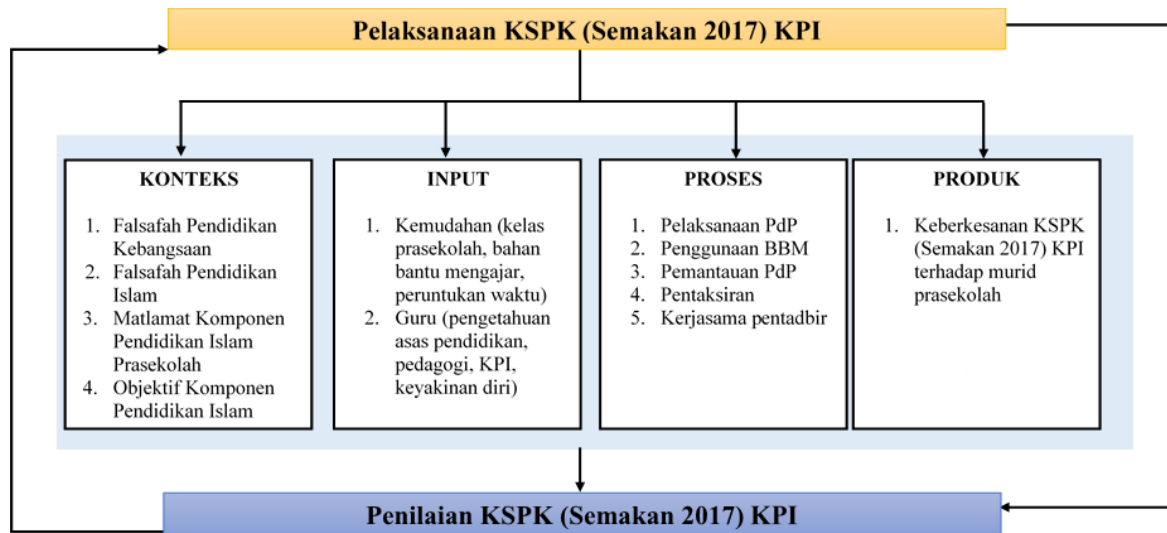 Pelaksanaan KSPK (Semakan 2017) KPI
KONTEKS
1. Falsafah Pendidikan
Kebangsaan
2. Falsafah Pendidikan
Islam
3. Matlamat Komponen
Pendidikan Islam
Prasekolah
4. Objektif Komponen
Pendidikan Islam
INPUT
1. Kemudahan (kelas
prasekolah, bahan
bantu mengajar,
peruntukan waktu)
2. Guru (pengetahuan
asas pendidikan,
pedagogi, KPI,
keyakinan diri)
PROSES
1. Pelaksanaan PdP
2. Penggunaan BBM
3. Pemantauan PdP
4. Pentaksiran
5. Kerjasama pentadbir
PRODUK
1. Keberkesanan KSPK
(Semakan 2017) KPI
terhadap murid
prasekolah
Penilaian KSPK (Semakan 2017) KPI